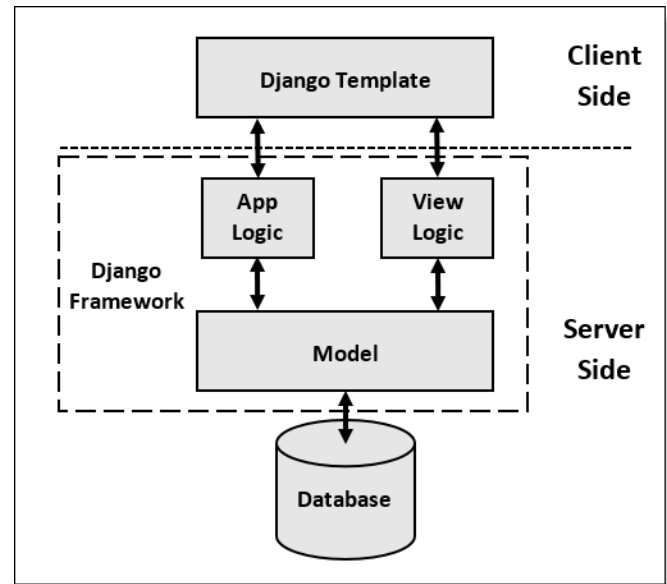 Django Template
Client
Side
App
Logic
View
Logic
Django
Framework
Model
Server
Side
Database